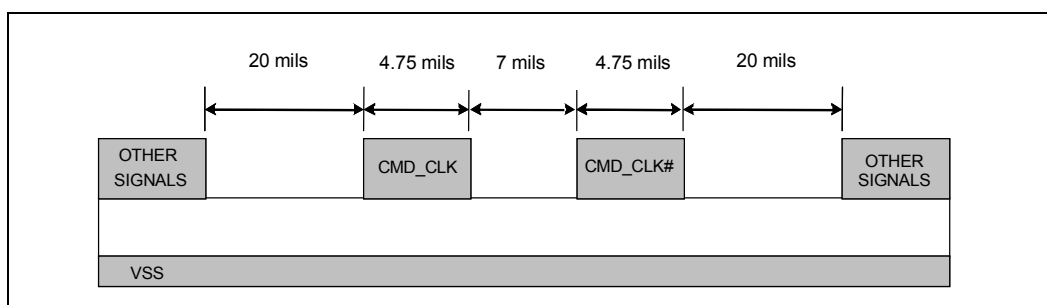 20 mils 4.75 mils 7 mils 4.75 mils 20 mils
OTHER
SIGNALS
CMD_CLK
CMD_CLK#
OTHER
SIGNALS
VSS